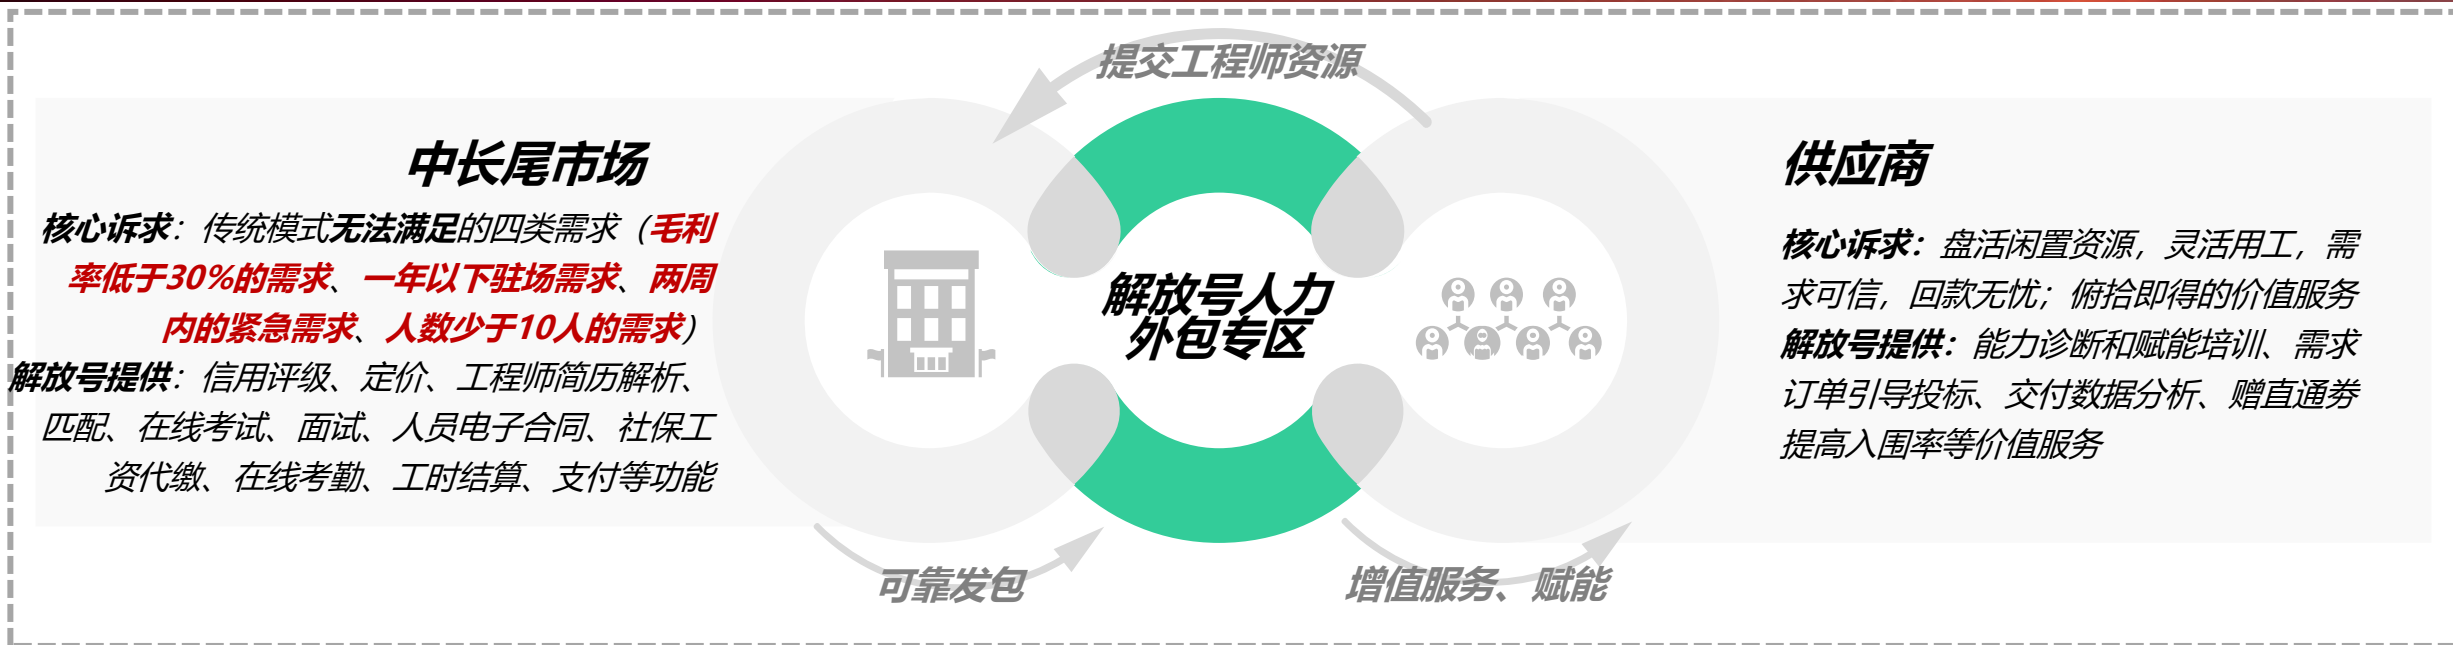 提交工程师资源
中长尾市场
核心诉求：传统模式无法满足的四类需求（毛利
率低于30%的需求、一年以下驻场需求、两周
内的紧急需求、人数少于10人的需求）
解放号提供：信用评级、定价、工程师简历解析、
匹配、在线考试、面试、人员电子合同、社保工
资代缴、在线考勤、工时结算、支付等功能
解放号人力
外包专区
供应商
核心诉求：盘活闲置资源，灵活用工，需
求可信，回款无忧；俯拾即得的价值服务
解放号提供：能力诊断和赋能培训、需求
订单引导投标、交付数据分析、赠直通券
提高入围率等价值服务
可靠发包
增值服务、赋能